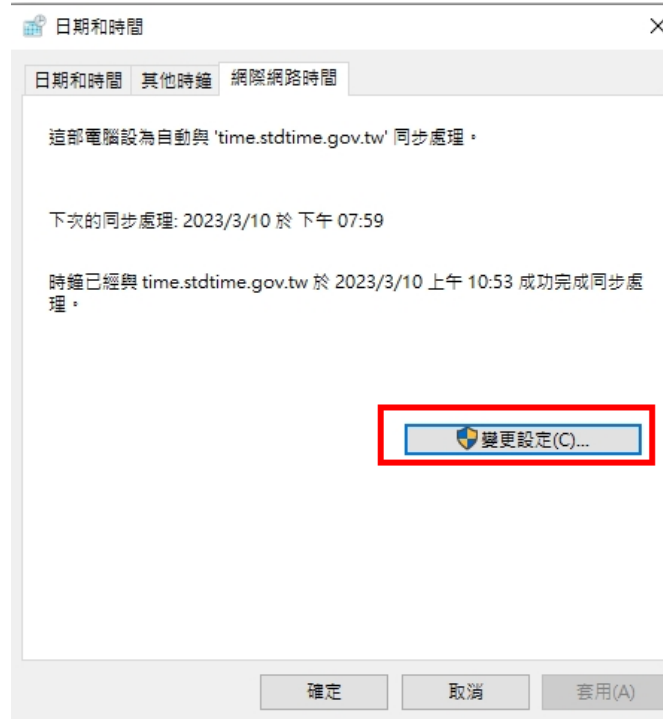 日期和時間
日期和時間 其他時鐘 網際網路時間
這部電腦設為自動與 'time.stdtime.gov.tw' 同步處理。
下次的同步處理: 2023/3/10 於 下午 07:59
時鐘已經與 time.stdtime.gov.tw 於 2023/3/10 上午 10:53 成功完成同步處
理。
變更設定(C)...
確定 取消 套用(A)